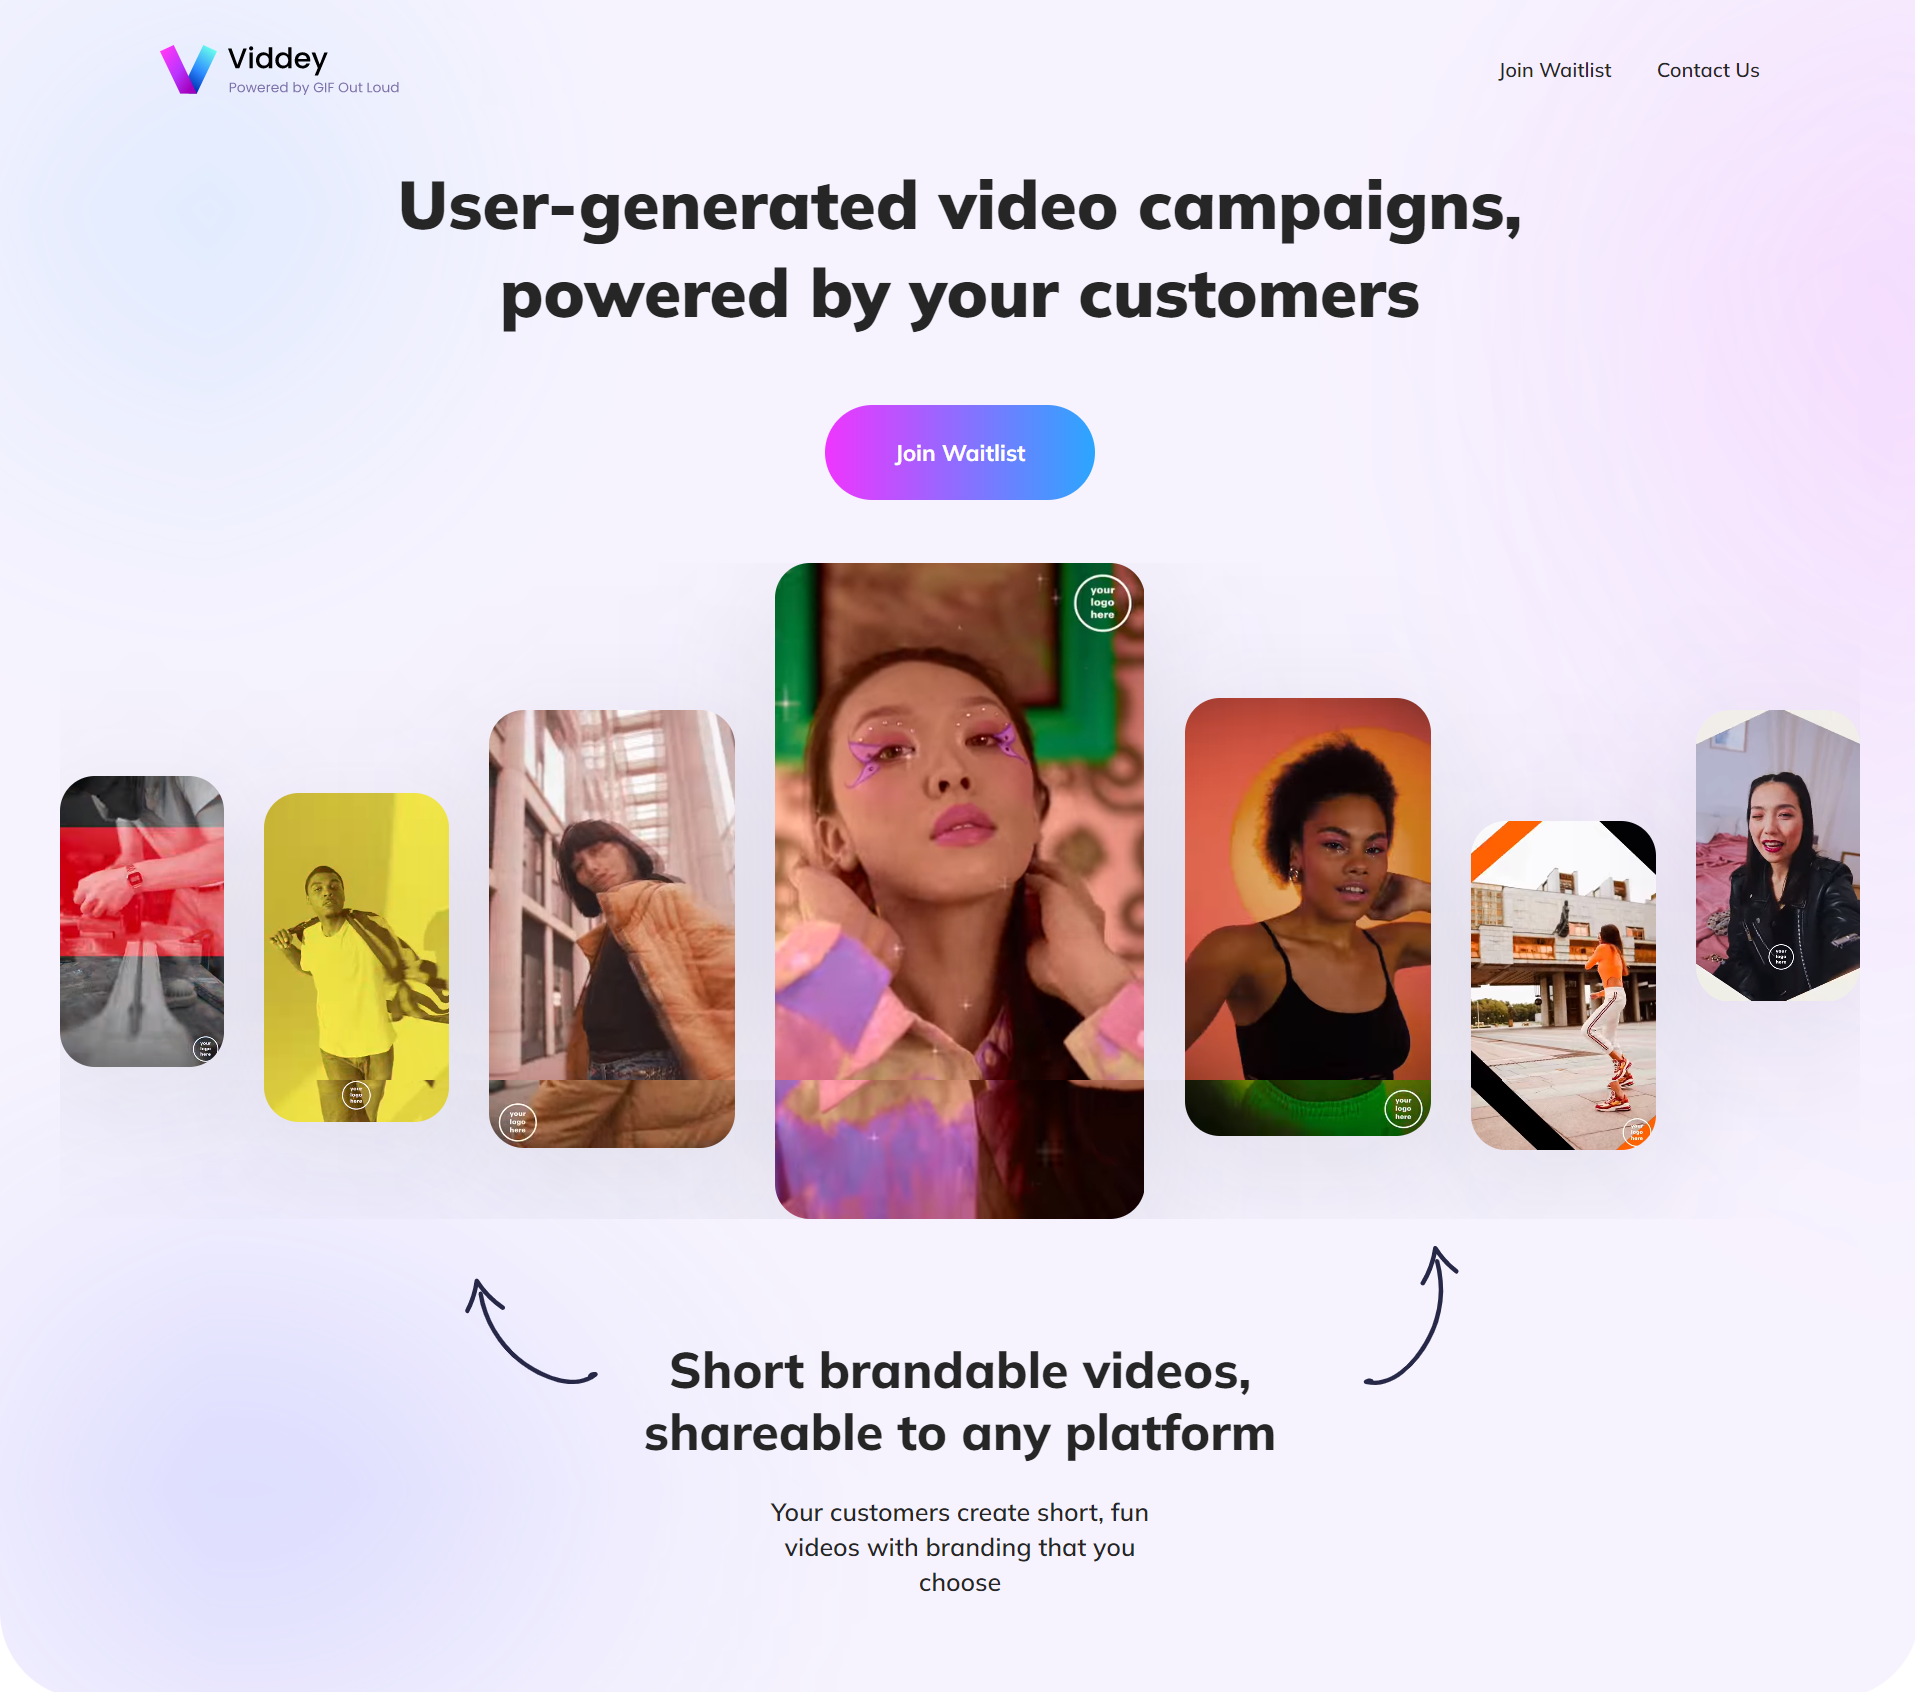 Viddey
Powered by GIF Out Loud
Join Waitlist
Contact Us
User-generated video campaigns,
powered by your customers
Join Waitlist
your
logo
here
your
logo
here
your
logo
here
your
logo
here
your
logo
here
your
logo
here
your
logo
here
Short brandable videos,
shareable to any platform
Your customers create short, fun
videos with branding that you
choose